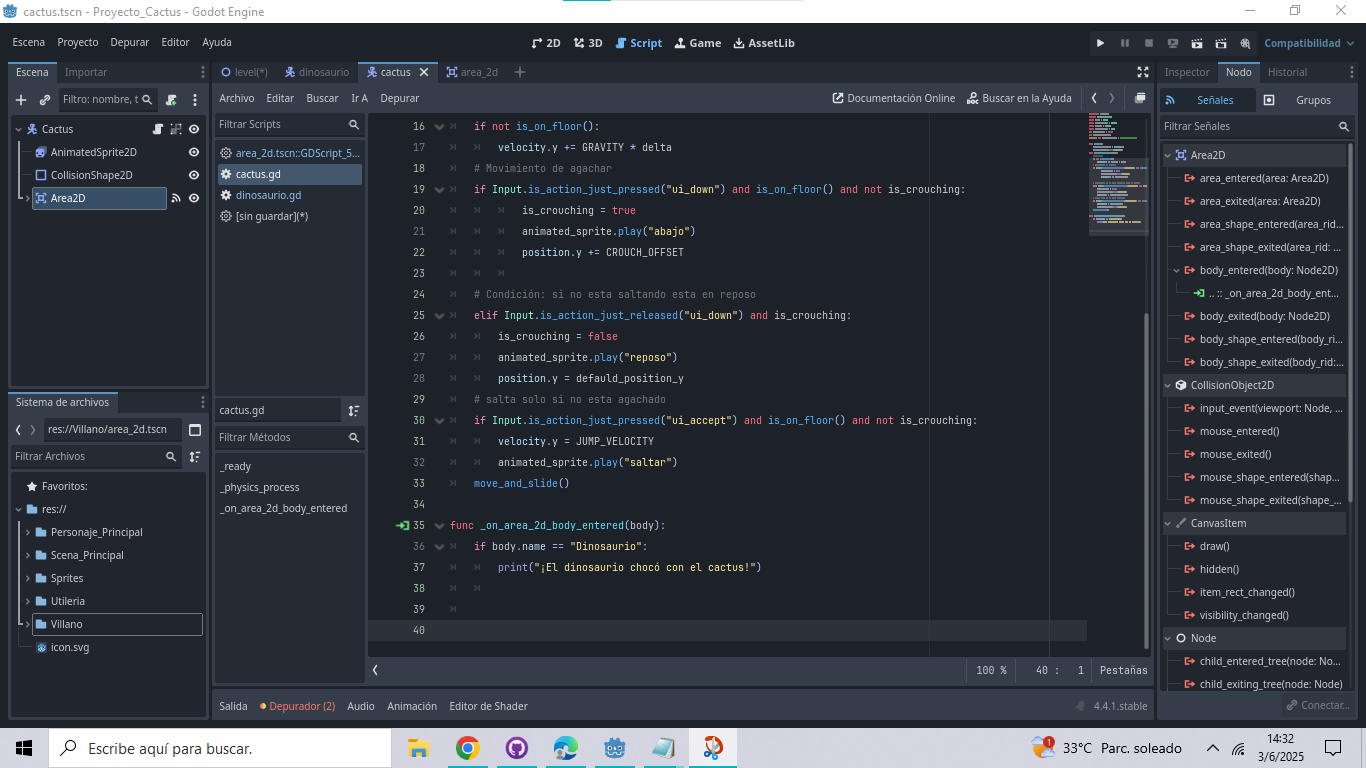 cactus.tscn - Proyecto_Cactus - Godot Engine
Escena Proyecto Depurar Editor Ayuda
2D 3D Script Game AssetLib
Compatibilidad
Escena Importar
Filtro: nombre, t
Cactus
AnimatedSprite2D
CollisionShape2D
Area2D
Sistema de archivos
res://Villano/area_2d.tscn
Filtrar Archivos
Favoritos:
res://
Personaje_Principal
Scena_Principal
Sprites
Utileria
Villano
icon.svg
level(*) dinosaurio cactus area_2d
Archivo Editar Buscar Ir A Depurar
Documentación Online Buscar en la Ayuda
Filtrar Scripts
area_2d.tscn::GDScript_5...
cactus.gd
dinosaurio.gd
[sin guardar](*)
cactus.gd
Filtrar Métodos
_ready
_physics_process
_on_area_2d_body_entered
16 if not is_on_floor():
17 velocity.y += GRAVITY * delta
18 # Movimiento de agachar
19 if Input.is_action_just_pressed("ui_down") and is_on_floor() and not is_crouching:
20 is_crouching = true
21 animated_sprite.play("abajo")
22 position.y += CROUCH_OFFSET
23
24 # Condición: si no esta saltando esta en reposo
25 elif Input.is_action_just_released("ui_down") and is_crouching:
26 is_crouching = false
27 animated_sprite.play("reposo")
28 position.y = defauld_position_y
29 # salta solo si no esta agachado
30 if Input.is_action_just_pressed("ui_accept") and is_on_floor() and not is_crouching:
31 velocity.y = JUMP_VELOCITY
32 animated_sprite.play("saltar")
33 move_and_slide()
34
35 func _on_area_2d_body_entered(body):
36 if body.name == "Dinosaurio":
37 print("¡El dinosaurio chocó con el cactus!")
38
39
40
100 % 40 : 1 Pestañas
Salida Depurador (2) Audio Animación Editor de Shader
4.4.1.stable
Inspector Nodo Historial
Señales Grupos
Filtrar Señales
Area2D
area_entered(area: Area2D)
area_exited(area: Area2D)
area_shape_entered(area_rid...
area_shape_exited(area_rid: ...
body_entered(body: Node2D)
.. :: _on_area_2d_body_ent...
body_exited(body: Node2D)
body_shape_entered(body_ri...
body_shape_exited(body_rid:...
CollisionObject2D
input_event(viewport: Node, ...
mouse_entered()
mouse_exited()
mouse_shape_entered(shap...
mouse_shape_exited(shape_...
CanvasItem
draw()
hidden()
item_rect_changed()
visibility_changed()
Node
child_entered_tree(node: No...
child_exiting_tree(node: Node)
Conectar...
Escribe aquí para buscar.
1
33°C Parc. soleado
14:32
3/6/2025